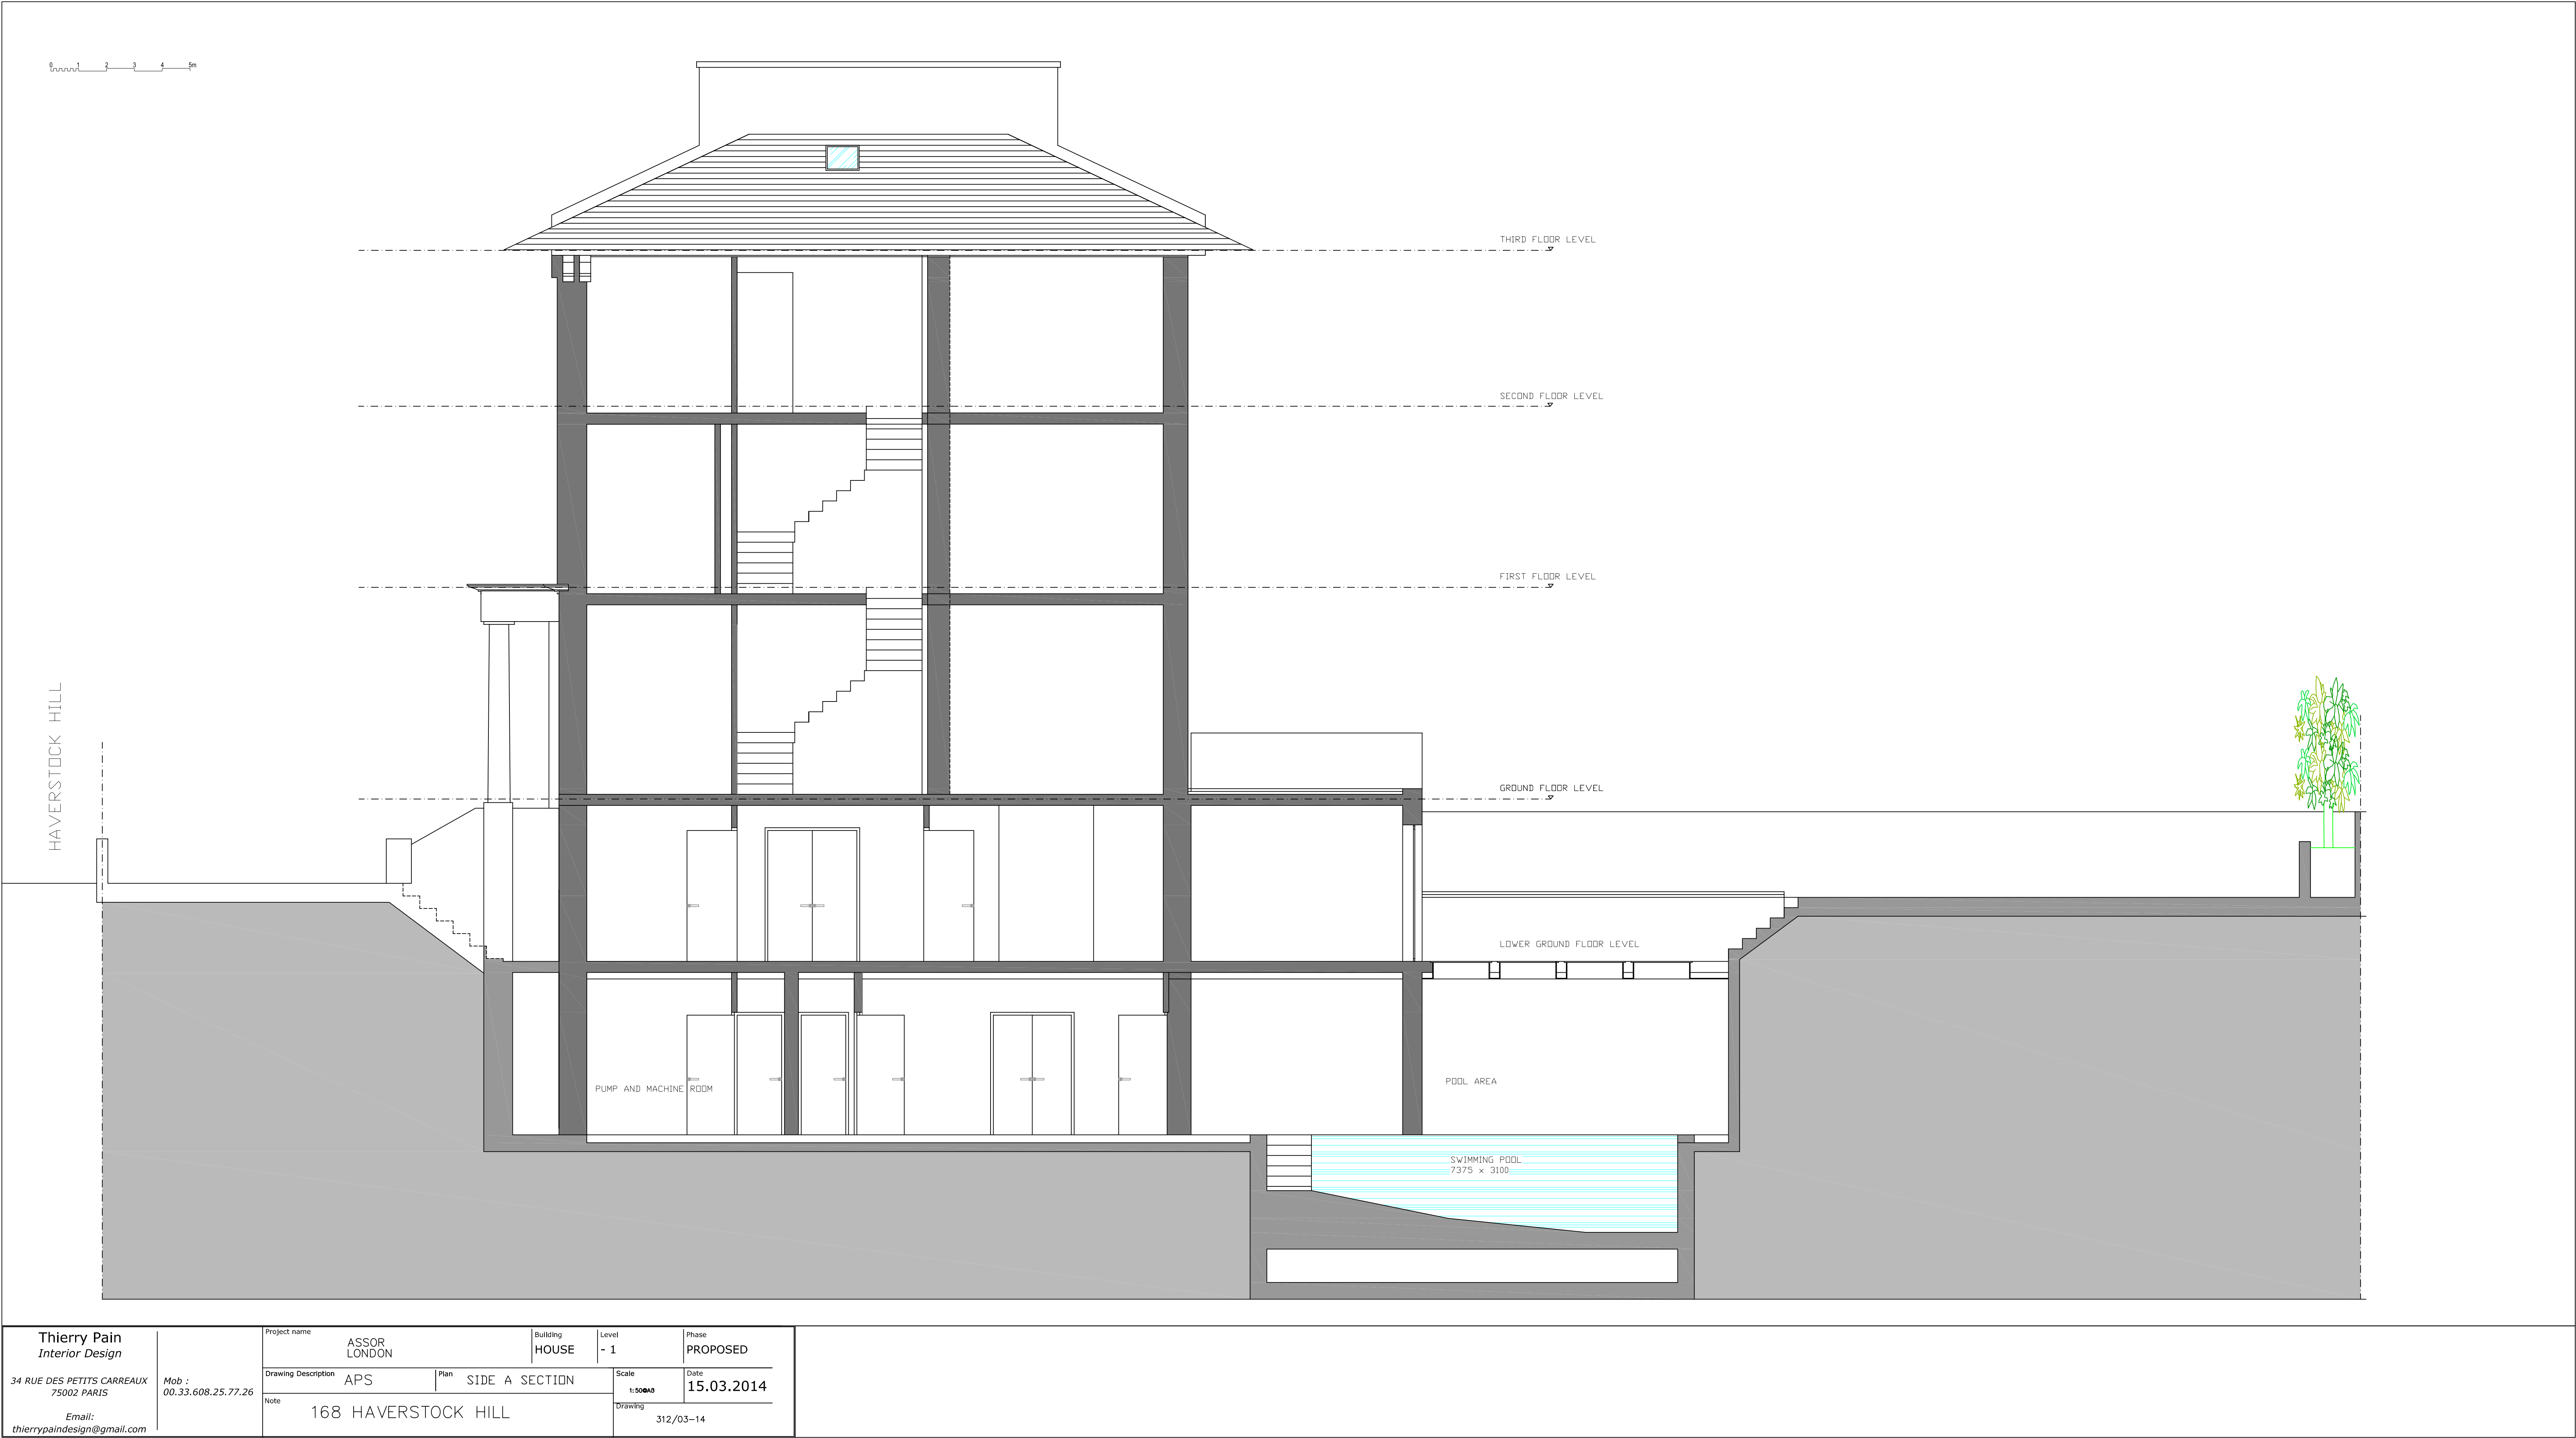 0 1 2 3 4 5m
THIRD FLOOR LEVEL
SECOND FLOOR LEVEL
FIRST FLOOR LEVEL
HAVERSTOCK HILL
GROUND FLOOR LEVEL
LOWER GROUND FLOOR LEVEL
PUMP AND MACHINE ROOM
POOL AREA
SWIMMING POOL
7375 x 3100
Thierry Pain
Interior Design
34 RUE DES PETITS CARREAUX
75002 PARIS
Email:
thierrypaindesign@gmail.com
Mob :
00.33.608.25.77.26
Project name
ASSOR
LONDON
Building
HOUSE
Level
- 1
Phase
PROPOSED
Drawing Description
APS
Plan
SIDE A SECTION
Scale
Date
15.03.2014
Note
168 HAVERSTOCK HILL
Drawing
312/03-14